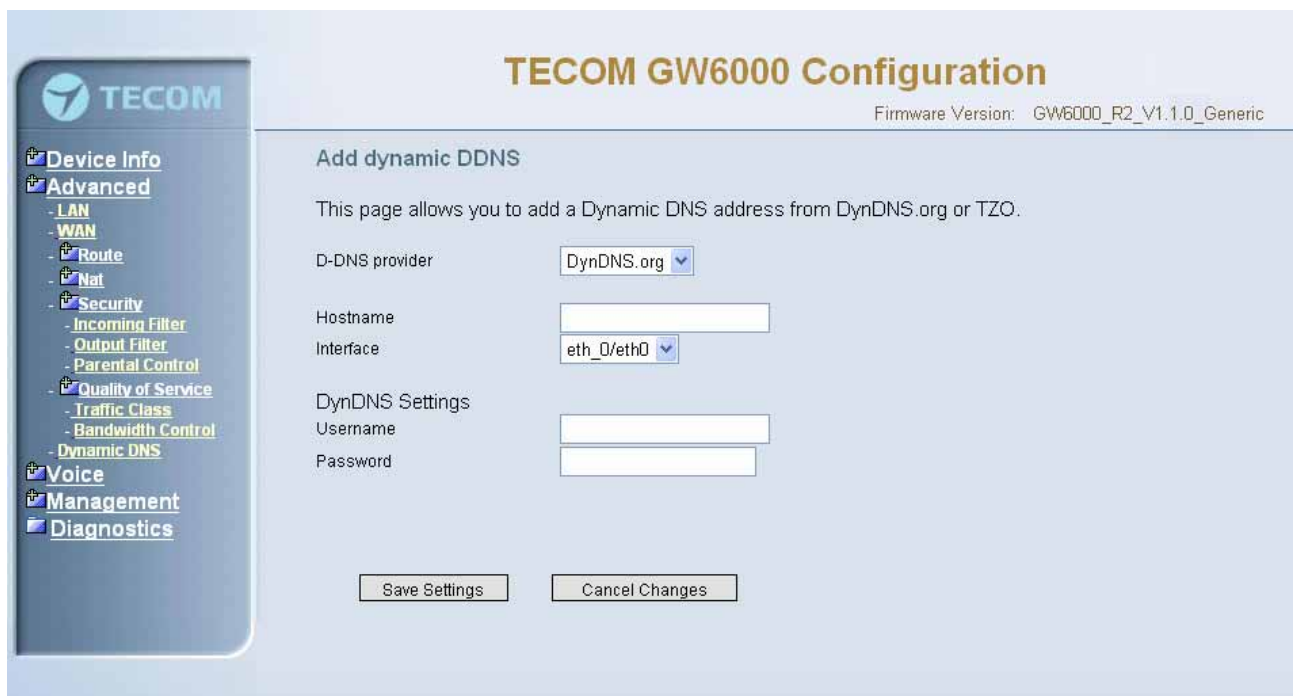 TECOM
TECOM GW6000 Configuration
Firmware Version: GW6000_R2_V1.1.0_Generic
Device Info
Advanced
- LAN
- WAN
- Route
- Nat
- Security
- Incoming Filter
- Output Filter
- Parental Control
- Quality of Service
- Traffic Class
- Bandwidth Control
- Dynamic DNS
Voice
Management
Diagnostics
Add dynamic DDNS
This page allows you to add a Dynamic DNS address from DynDNS.org or TZO.
D-DNS provider DynDNS.org
Hostname
Interface eth_0/eth0
DynDNS Settings
Username
Password
Save Settings Cancel Changes